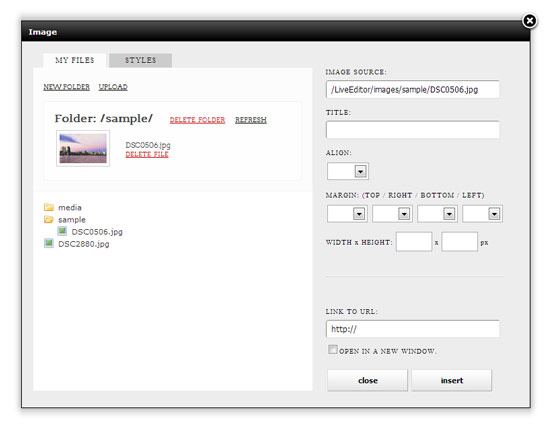 Image
MY FILES
STYLES
NEW FOLDER
UPLOAD
Folder: /sample/
DELETE FOLDER
REFRESH
DSC0506.jpg
DELETE FILE
media
sample
DSC0506.jpg
DSC2880.jpg
IMAGE SOURCE:
/LiveEditor/images/sample/DSC0506.jpg
TITLE:
ALIGN:
MARGIN: (TOP / RIGHT / BOTTOM / LEFT)
WIDTH x HEIGHT:
x
px
LINK TO URL:
http://
OPEN IN A NEW WINDOW.
close
insert